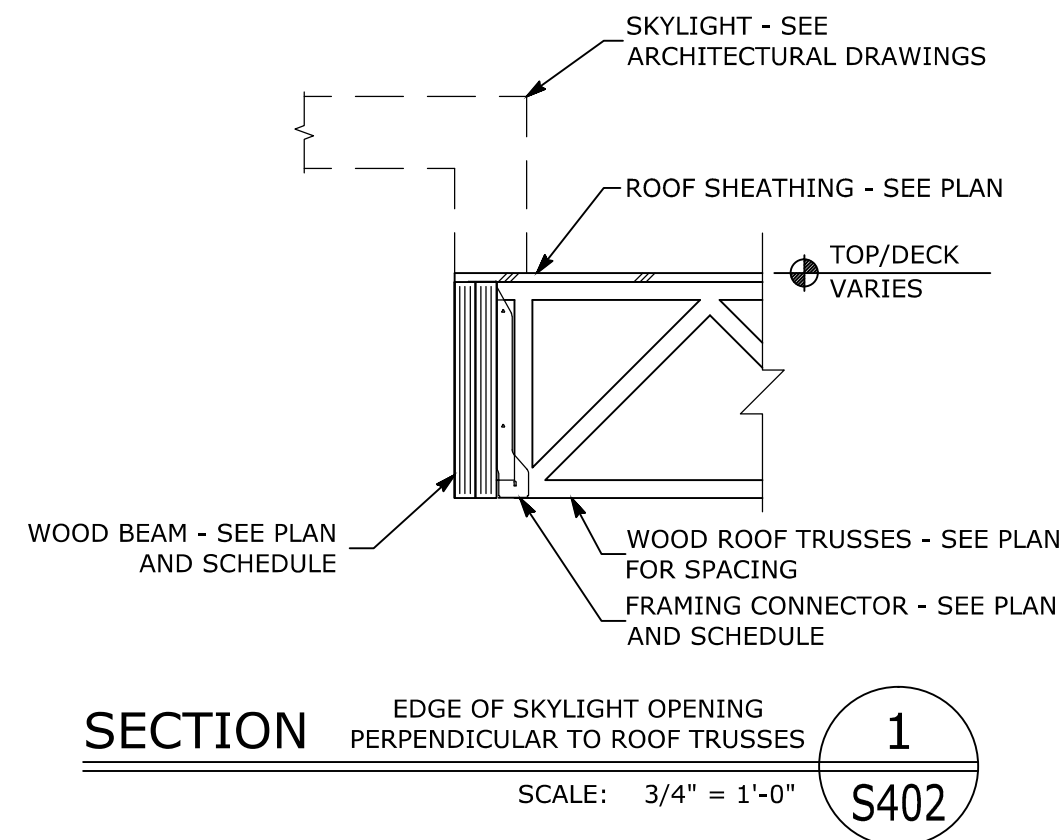 SKYLIGHT - SEE
ARCHITECTURAL DRAWINGS
ROOF SHEATHING - SEE PLAN
TOP/DECK
VARIES
WOOD BEAM - SEE PLAN
AND SCHEDULE
WOOD ROOF TRUSSES - SEE PLAN
FOR SPACING
FRAMING CONNECTOR - SEE PLAN
AND SCHEDULE
SECTION
EDGE OF SKYLIGHT OPENING
PERPENDICULAR TO ROOF TRUSSES
SCALE: 3/4" = 1'-0"
1
S402